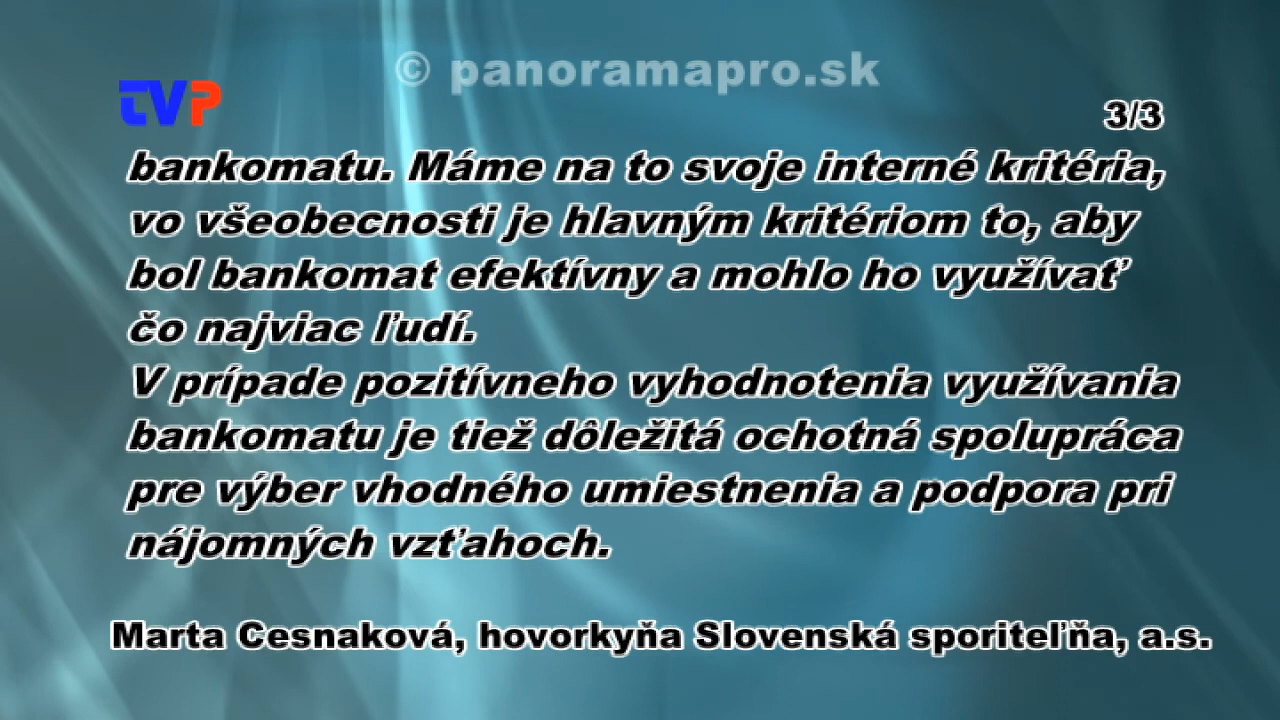 © panoramapro.sk
TVP
3/3
bankomatu. Máme na to svoje interné kritéria,
vo všeobecnosti je hlavným kritériom to, aby
bol bankomat efektívny a mohlo ho využívať
čo najviac ľudí.
V prípade pozitívneho vyhodnotenia využívania
bankomatu je tiež dôležitá ochotná spolupráca
pre výber vhodného umiestnenia a podpora pri
nájomných vzťahoch.
Marta Cesnaková, hovorkyňa Slovenská sporiteľňa, a.s.